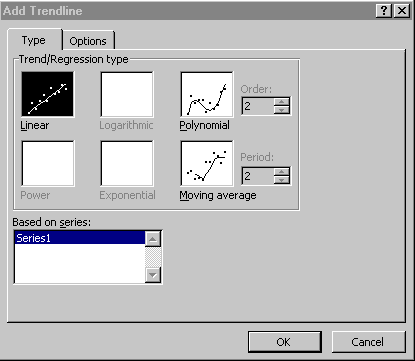 Add Trendline
Type Options
Trend/Regression type
Linear Logarithmic Polynomial Order: 2
Power Exponential Moving average Period: 2
Based on series:
Series1
OK Cancel